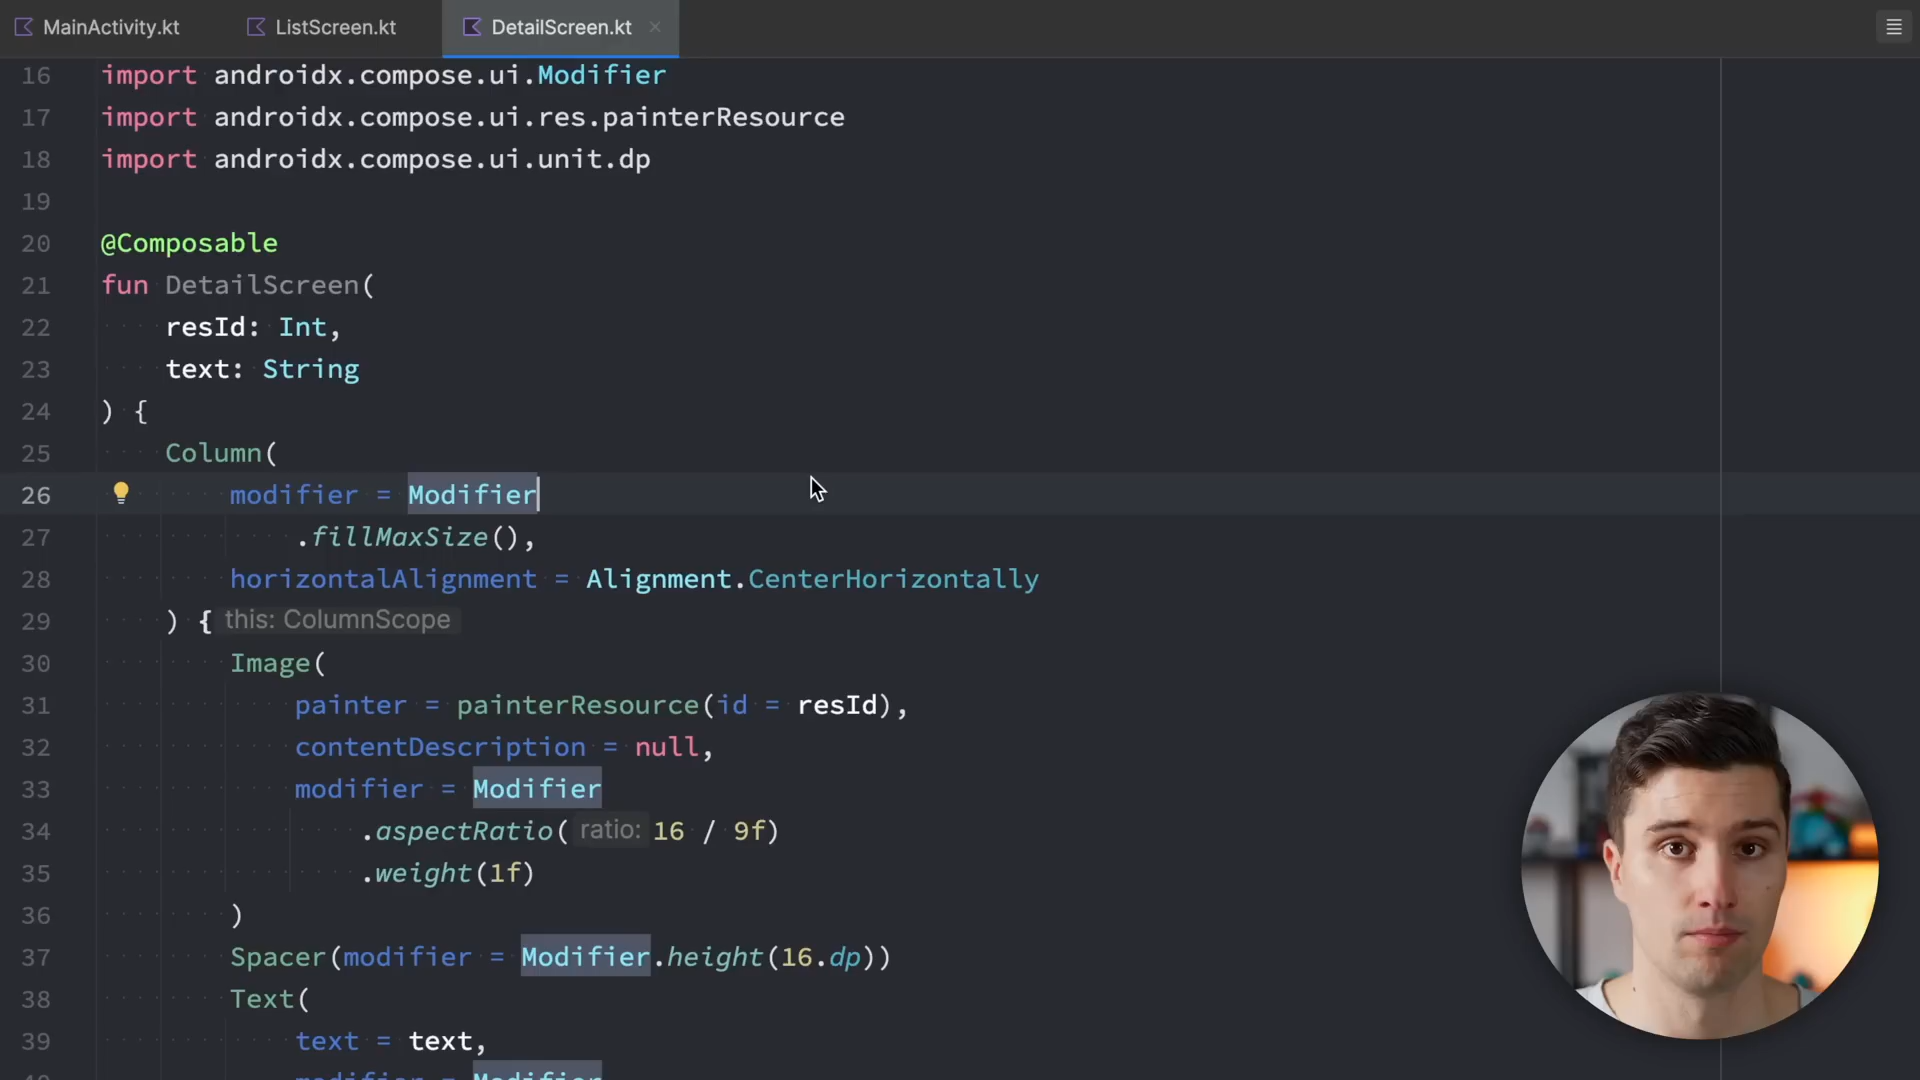 MainActivity.kt ListScreen.kt DetailScreen.kt
16 import androidx.compose.ui.Modifier
17 import androidx.compose.ui.res.painterResource
18 import androidx.compose.ui.unit.dp
19
20 @Composable
21 fun DetailScreen(
22 resId: Int,
23 text: String
24 ) {
25 Column(
26 modifier = Modifier
27 .fillMaxSize(),
28 horizontalAlignment = Alignment.CenterHorizontally
29 ) { this: ColumnScope
30 Image(
31 painter = painterResource(id = resId),
32 contentDescription = null,
33 modifier = Modifier
34 .aspectRatio( ratio: 16 / 9f)
35 .weight(1f)
36 )
37 Spacer(modifier = Modifier.height(16.dp))
38 Text(
39 text = text,
40 modifier = Modifier